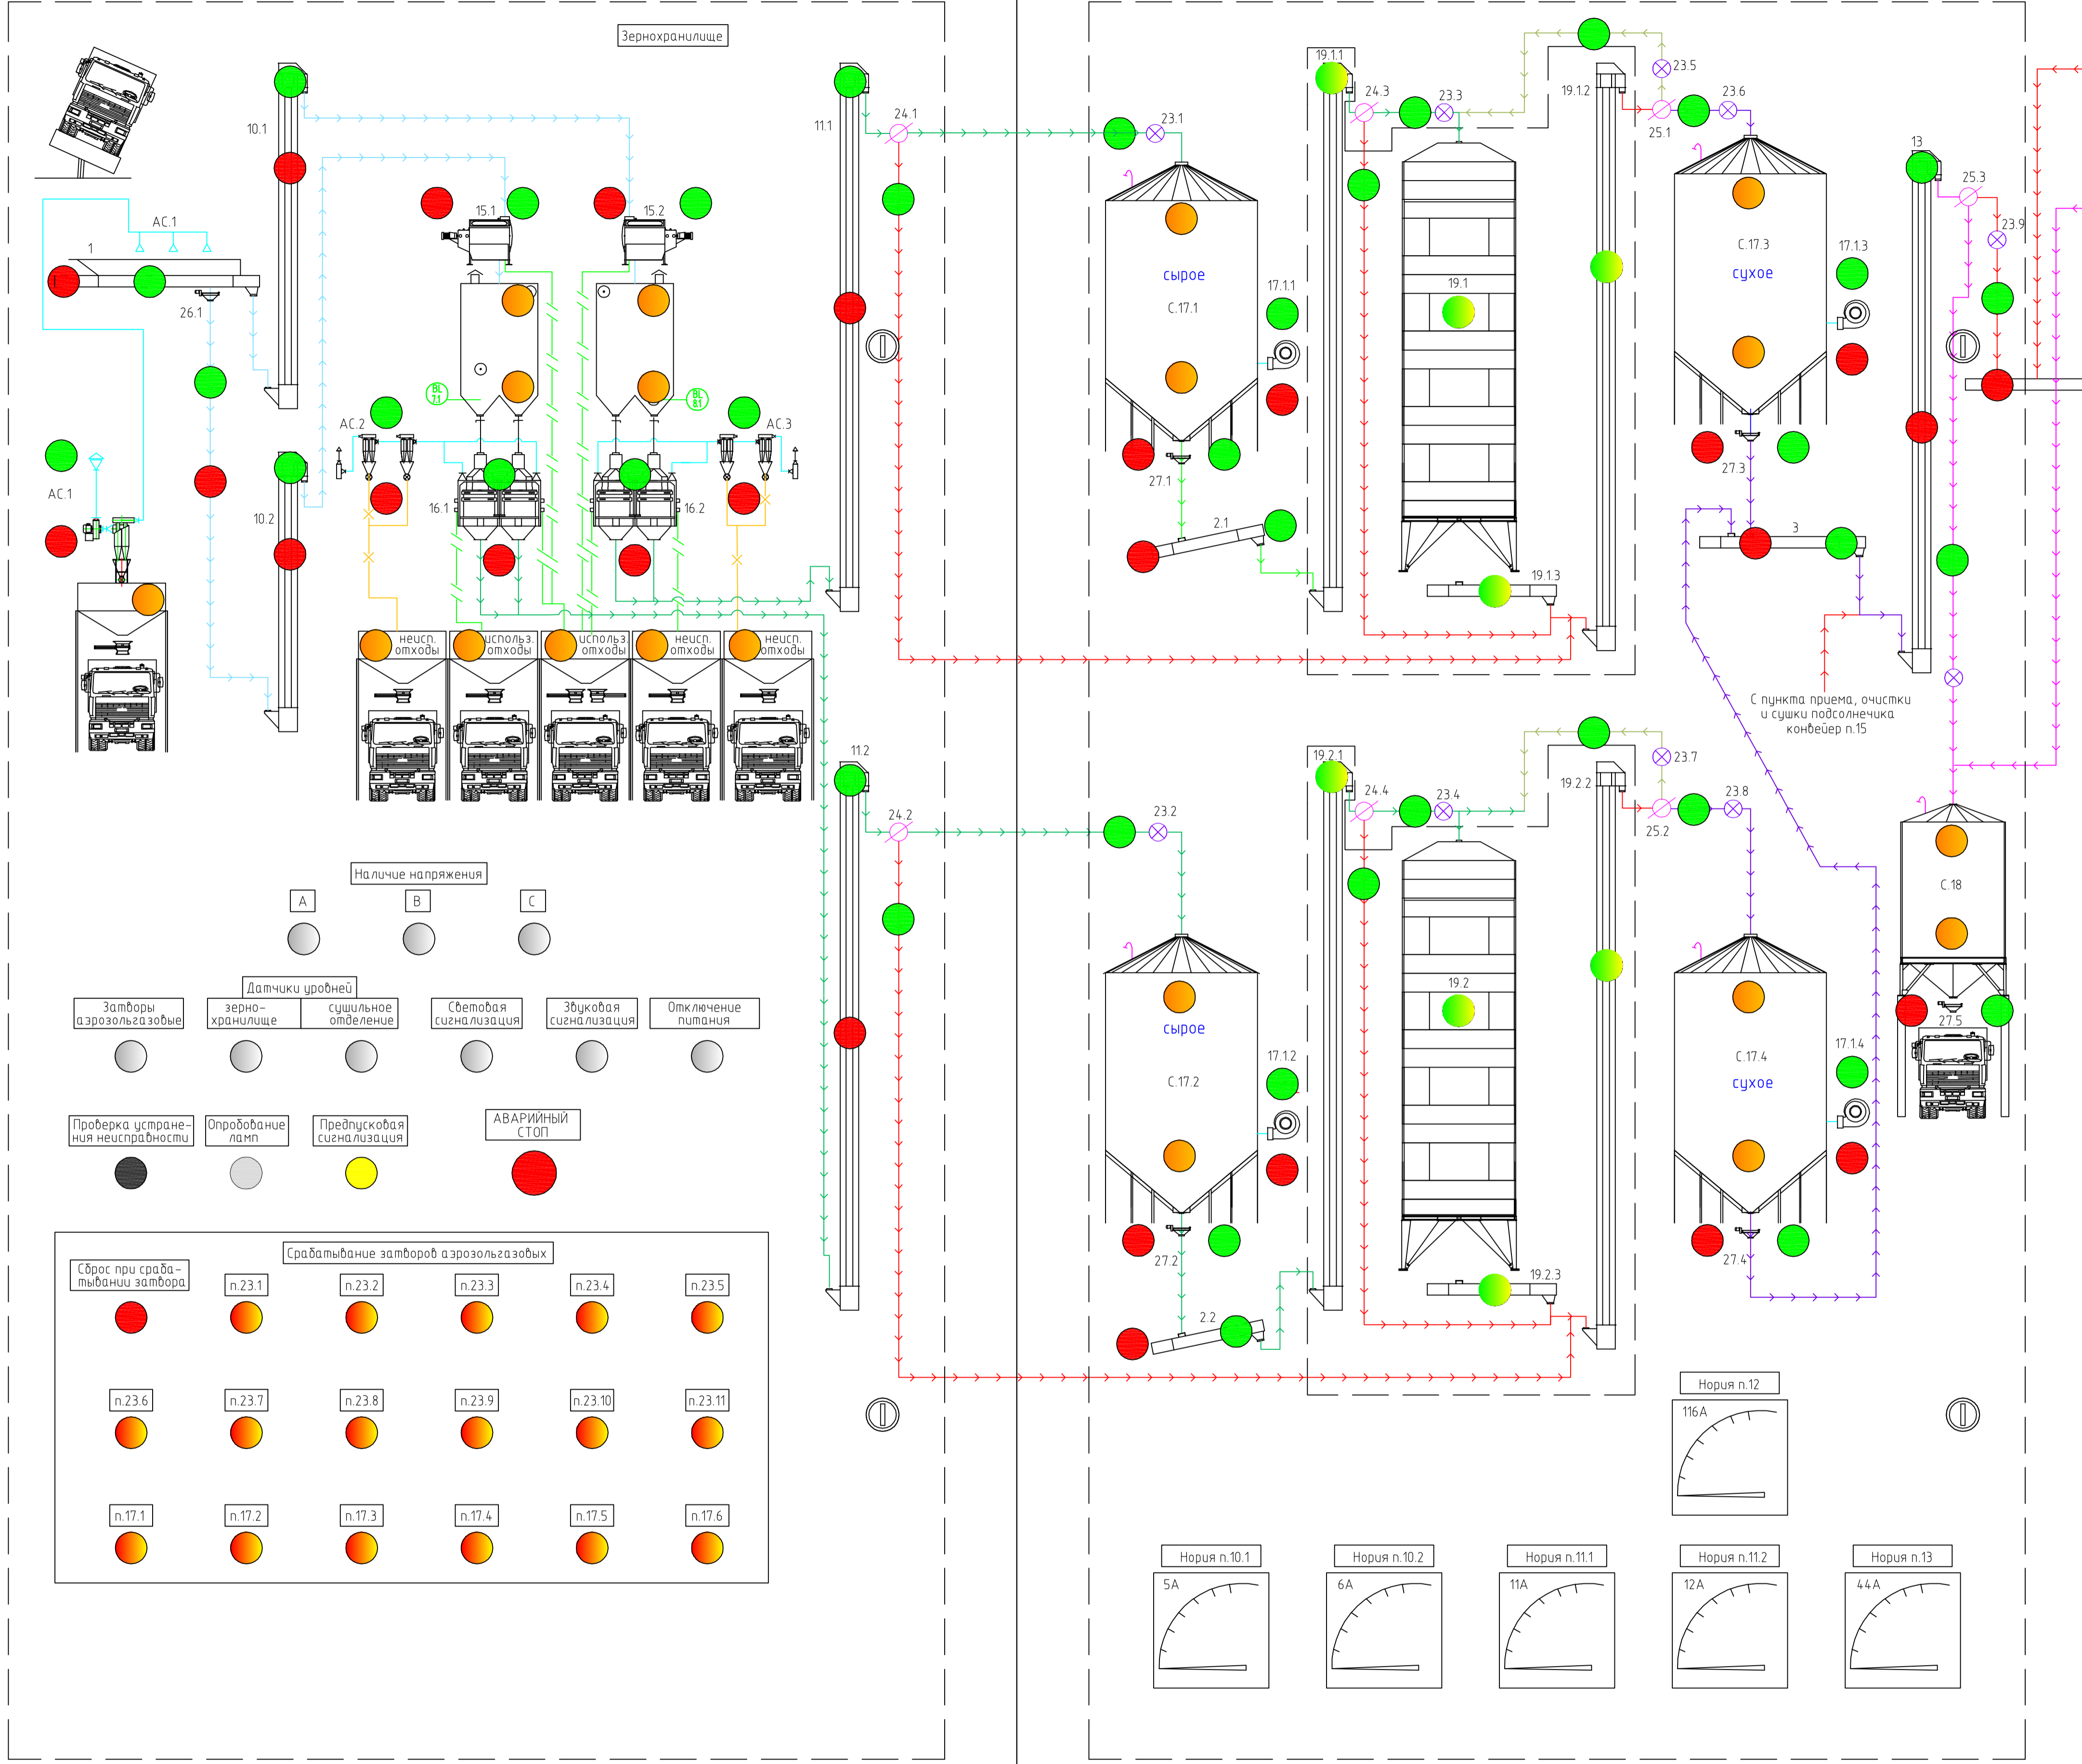 Зернохранилище
10.1
АС.1
1
26.1
15.1
15.2
11.1
24.1
23.1
BL
7.1
BL
8.1
АС.2
АС.3
АС.1
10.2
16.1
16.2
неисп.
отходы
использ.
отходы
использ.
отходы
неисп.
отходы
неисп.
отходы
11.2
24.2
23.2
19.1.1
24.3
23.3
19.1.2
23.5
25.1
23.6
13
25.3
23.9
сырое
С.17.1
17.1.1
19.1
С.17.3
сухое
17.1.3
27.1
2.1
19.1.3
27.3
3
С пункта приема, очистки
и сушки подсолнечика
конвейер п.15
19.2.1
24.4
23.4
19.2.2
23.7
25.2
23.8
С.18
27.5
сырое
С.17.2
17.1.2
19.2
С.17.4
сухое
17.1.4
27.2
2.2
19.2.3
27.4
Наличие напряжения
А
В
С
Датчики уровней
Затворы
аэрозольгазовые
зерно-
хранилище
сушильное
отделение
Световая
сигнализация
Звуковая
сигнализация
Отключение
питания
Проверка устране-
ния неисправности
Опробование
ламп
Предпусковая
сигнализация
АВАРИЙНЫЙ
СТОП
Срабатывание затворов аэрозольгазовых
Сброс при сраба-
тывании затвора
п.23.1
п.23.2
п.23.3
п.23.4
п.23.5
п.23.6
п.23.7
п.23.8
п.23.9
п.23.10
п.23.11
п.17.1
п.17.2
п.17.3
п.17.4
п.17.5
п.17.6
Нория п.12
116А
Нория п.10.1
5А
Нория п.10.2
6А
Нория п.11.1
11А
Нория п.11.2
12А
Нория п.13
44А